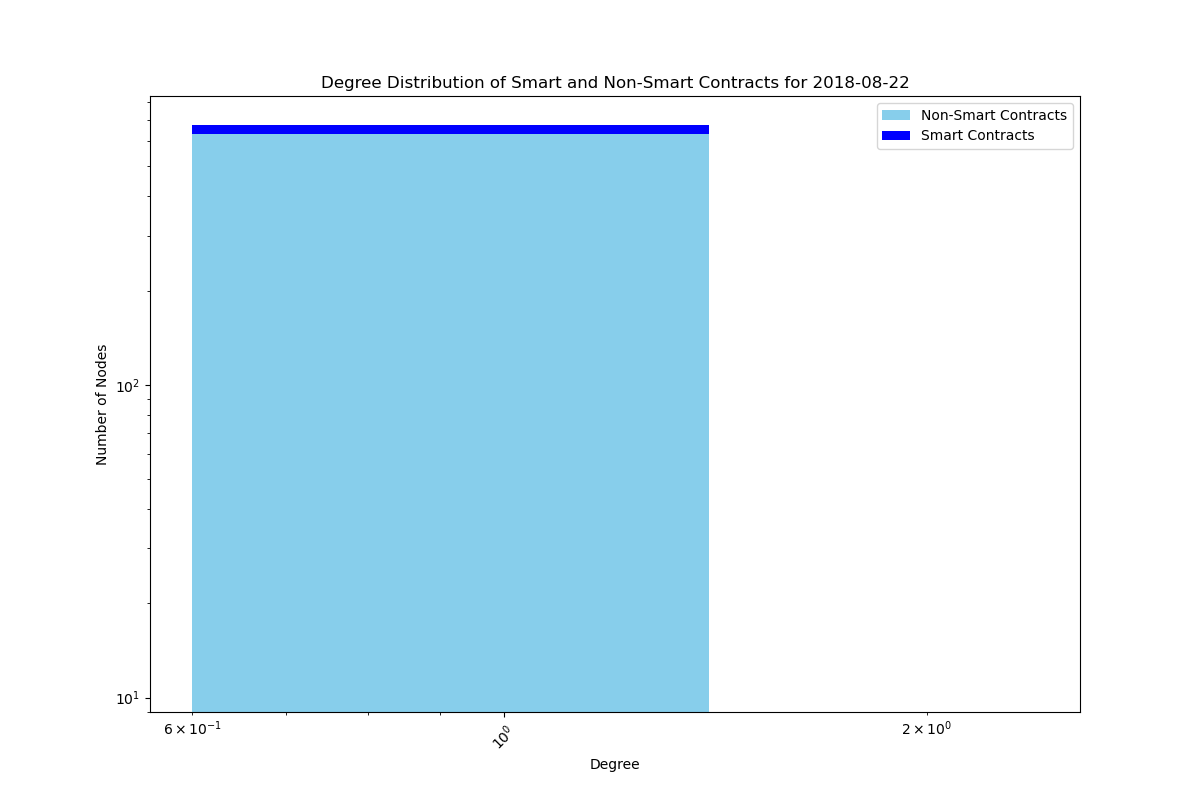 Degree Distribution of Smart and Non-Smart Contracts for 2018-08-22
Non-Smart Contracts
Smart Contracts
Number of Nodes
10²
10¹
6 × 10⁻¹
10⁰
2 × 10⁰
Degree